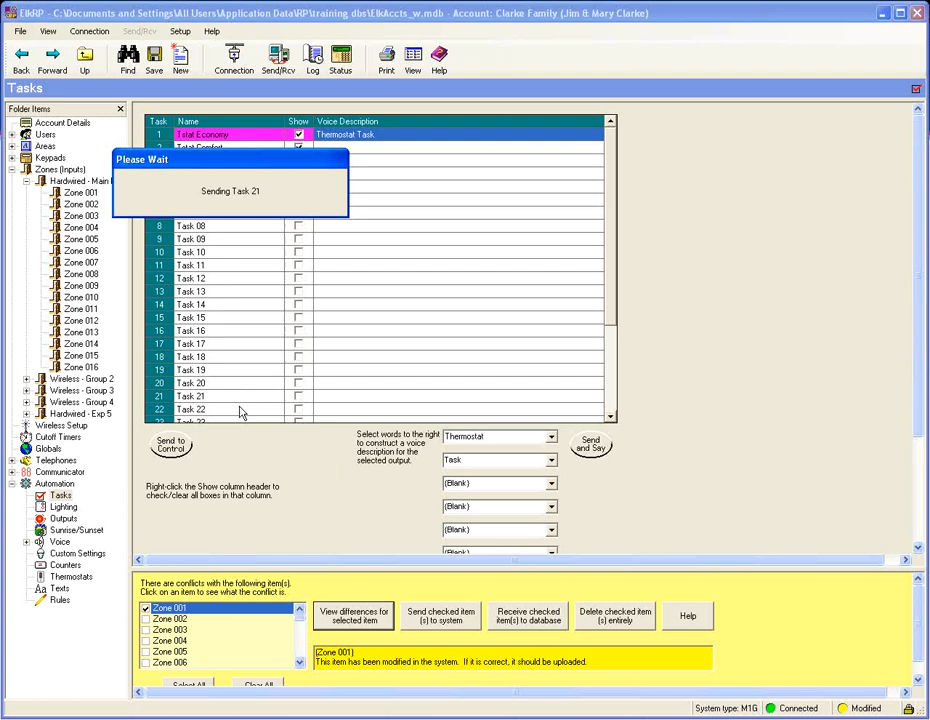 ElkRP - C:\Documents and Settings\All Users\Application Data\RP\training dbs\ElkAccts_w.mdb - Account: Clarke Family (Jim & Mary Clarke)
File View Connection Send/Rcv Setup Help
Back Forward Up Find Save New Connection Send/Rcv Log Status Print View Help
Tasks
Folder Items
Account Details
Users
Areas
Keypads
Zones (Inputs)
Hardwired - Main
Zone 001
Zone 002
Zone 003
Zone 004
Zone 005
Zone 006
Zone 007
Zone 008
Zone 009
Zone 010
Zone 011
Zone 012
Zone 013
Zone 014
Zone 015
Zone 016
Wireless - Group 2
Wireless - Group 3
Wireless - Group 4
Hardwired - Exp 5
Wireless Setup
Cutoff Timers
Globals
Telephones
Communicator
Automation
Tasks
Lighting
Outputs
Sunrise/Sunset
Voice
Custom Settings
Counters
Thermostats
Texts
Rules
Task Name Show Voice Description
1 Tstat Economy Thermostat Task
2 Tstat Comfort
Please Wait
Sending Task 21
8 Task 08
9 Task 09
10 Task 10
11 Task 11
12 Task 12
13 Task 13
14 Task 14
15 Task 15
16 Task 16
17 Task 17
18 Task 18
19 Task 19
20 Task 20
21 Task 21
22 Task 22
23 Task 23
Send to Control
Right-click the Show column header to
check/clear all boxes in that column.
Select words to the right
to construct a voice
description for the
selected output.
Thermostat
Task
(Blank)
(Blank)
(Blank)
(Blank)
Send and Say
There are conflicts with the following item(s).
Click on an item to see what the conflict is.
Zone 001
Zone 002
Zone 003
Zone 004
Zone 005
Zone 006
Select All Clear All
View differences for selected item
Send checked item (s) to system
Receive checked item(s) to database
Delete checked item (s) entirely
Help
(Zone 001)
This item has been modified in the system. If it is correct, it should be uploaded.
System type: M1G Connected Modified